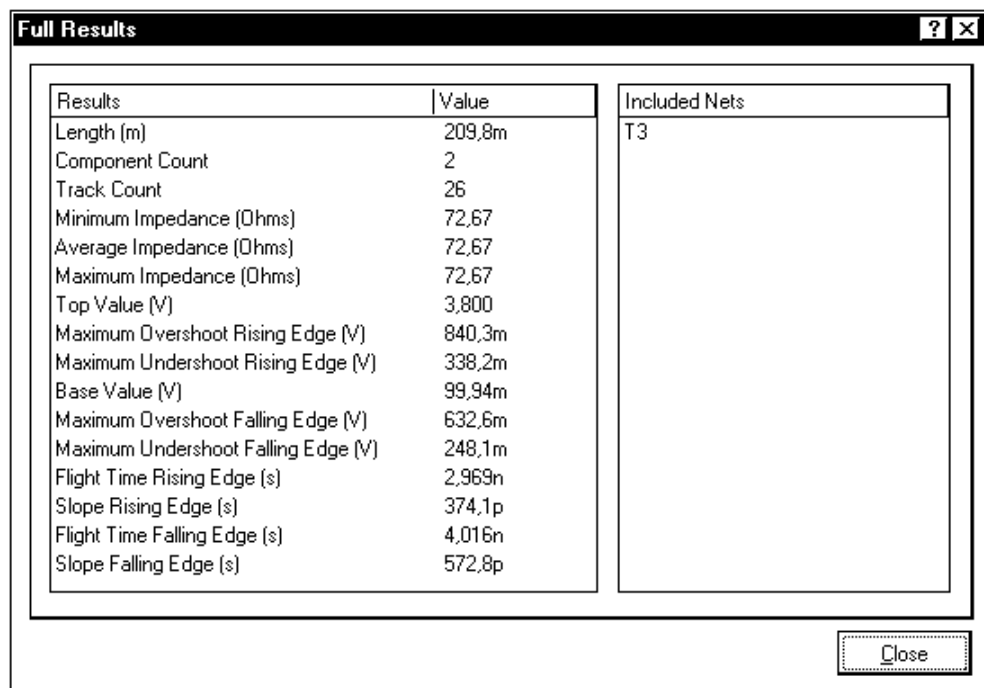 Full Results
Results Value
Length (m) 209,8m
Component Count 2
Track Count 26
Minimum Impedance (Ohms) 72,67
Average Impedance (Ohms) 72,67
Maximum Impedance (Ohms) 72,67
Top Value (V) 3,800
Maximum Overshoot Rising Edge (V) 840,3m
Maximum Undershoot Rising Edge (V) 338,2m
Base Value (V) 99,94m
Maximum Overshoot Falling Edge (V) 632,6m
Maximum Undershoot Falling Edge (V) 248,1m
Flight Time Rising Edge (s) 2,969n
Slope Rising Edge (s) 374,1p
Flight Time Falling Edge (s) 4,016n
Slope Falling Edge (s) 572,8p
Included Nets
T3
Close